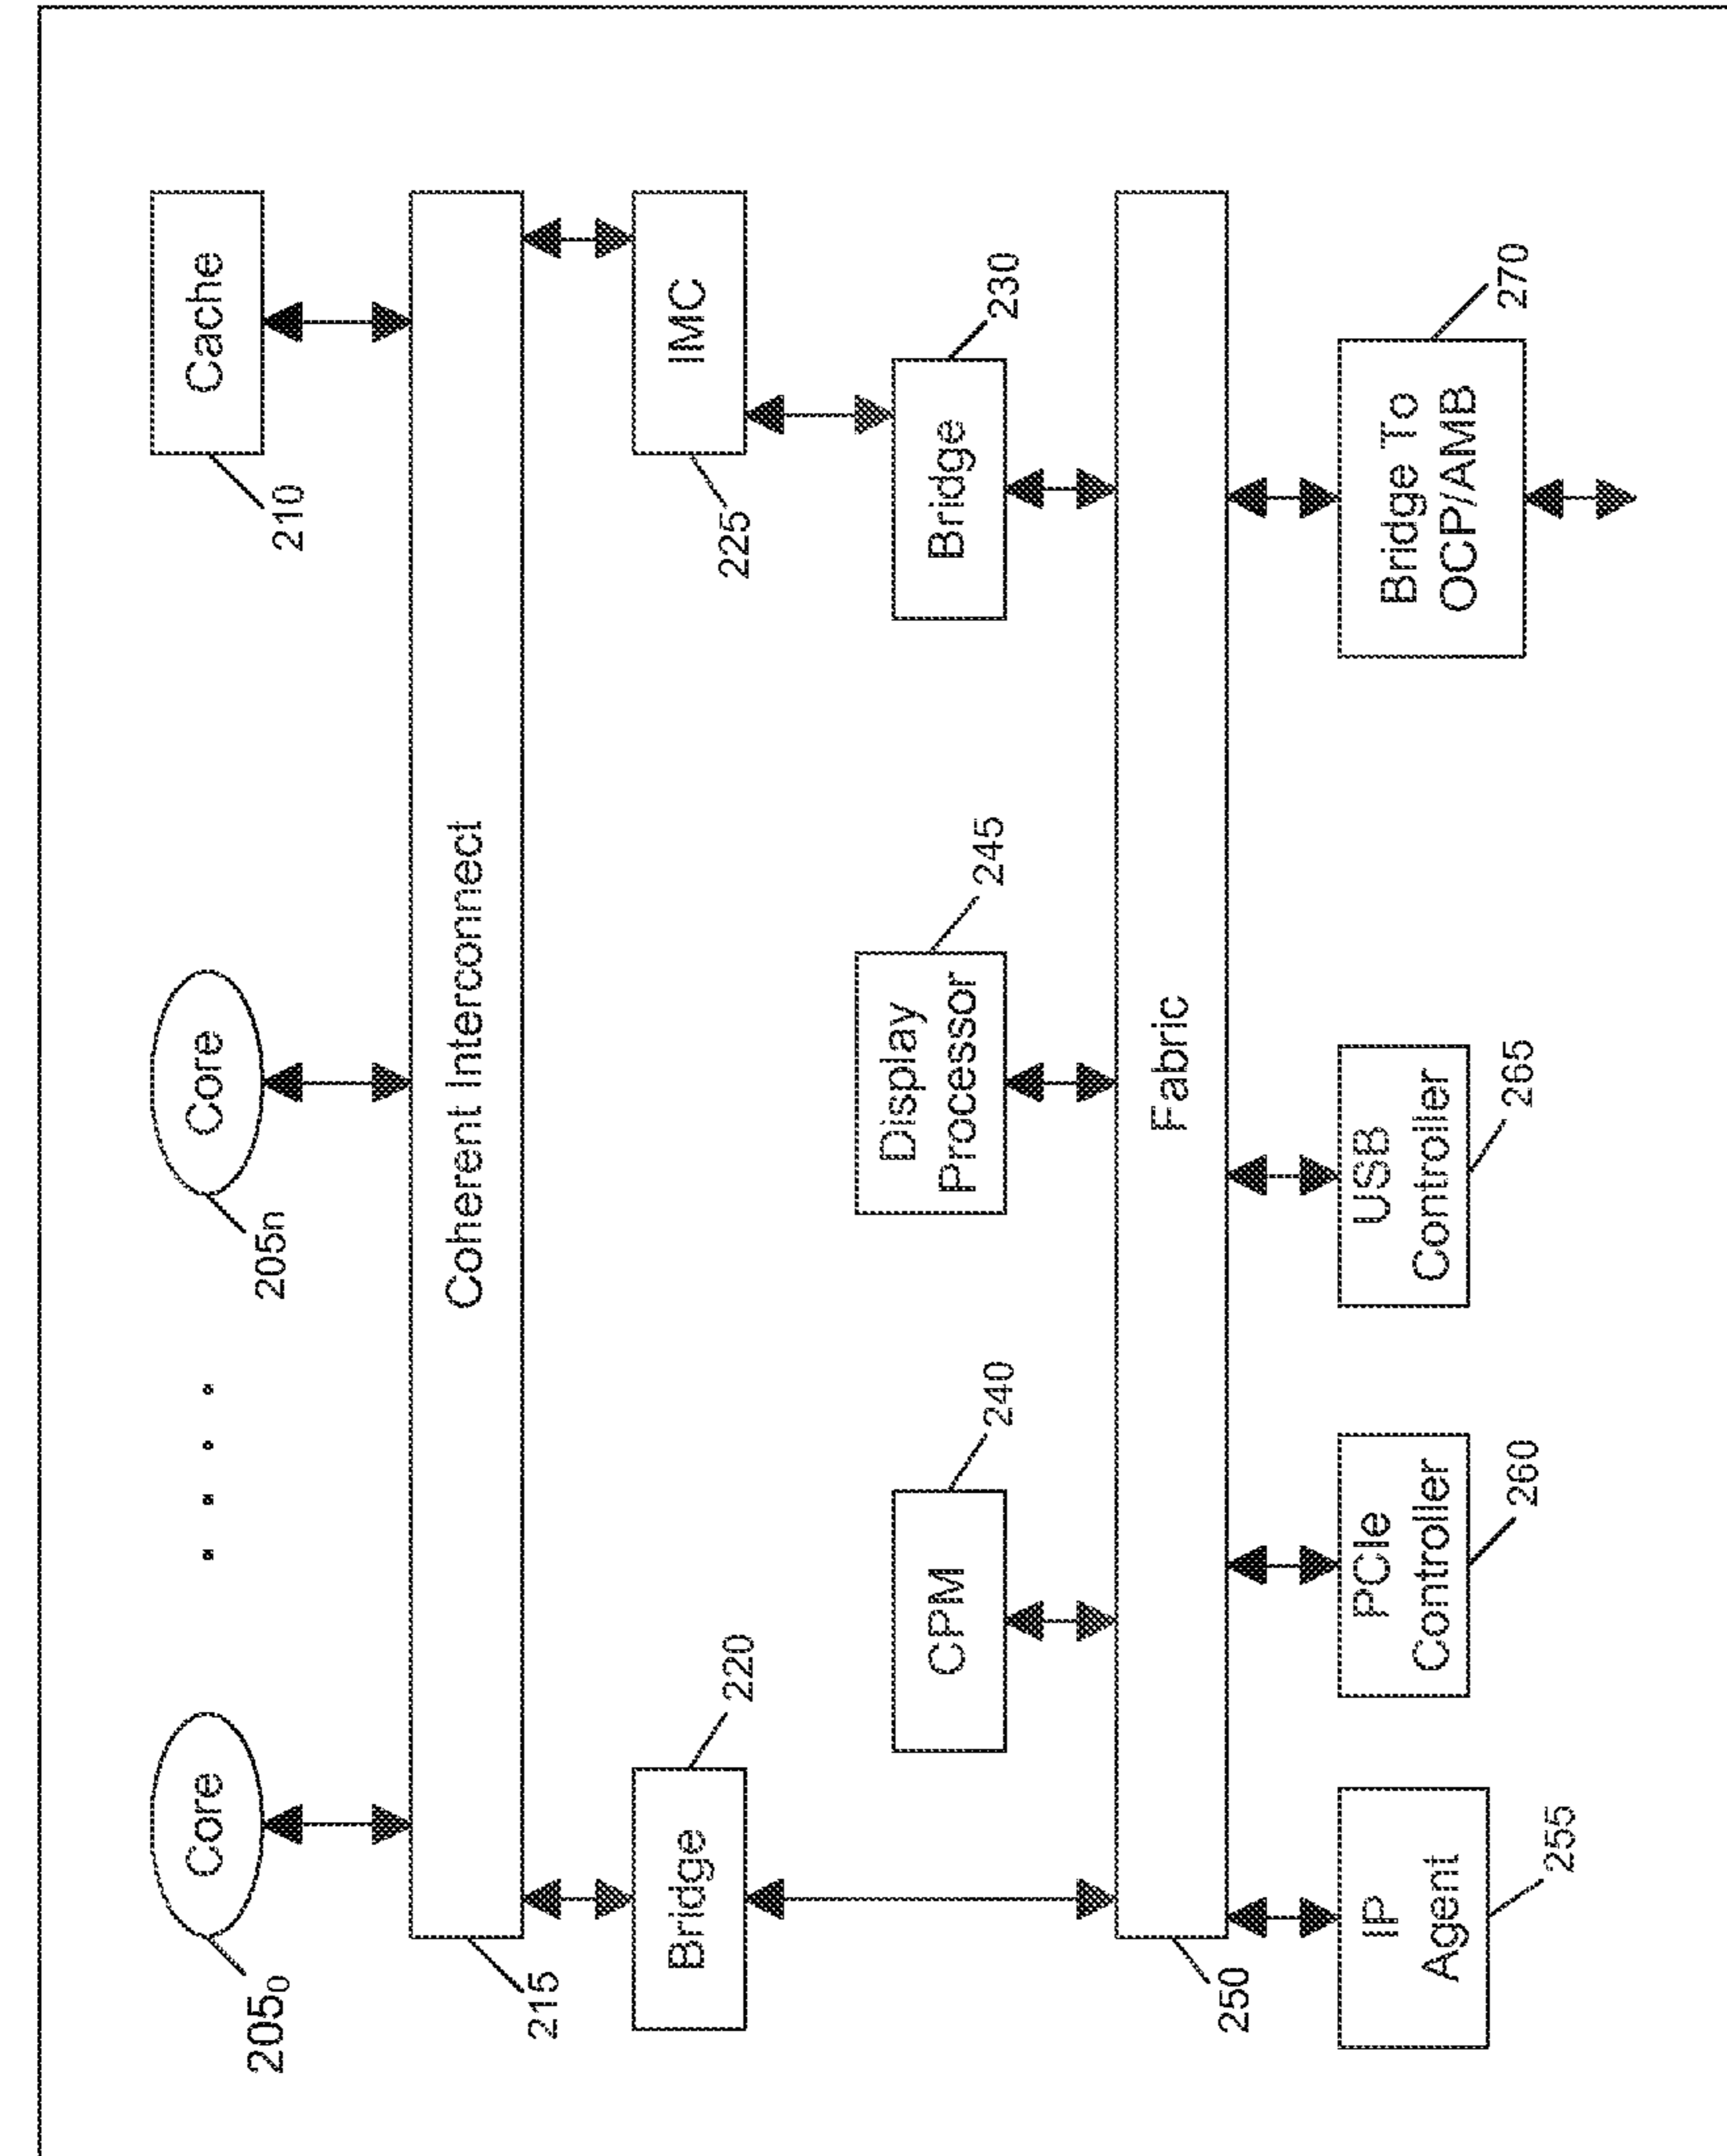 Core
Core
Cache
205₀
205n
210
Coherent Interconnect
215
Bridge
220
IMC
225
CPM
240
Display
Processor
245
Bridge
230
Fabric
250
IP
Agent
255
PCIe
Controller
260
USB
Controller
265
Bridge To
OCP/AMB
270